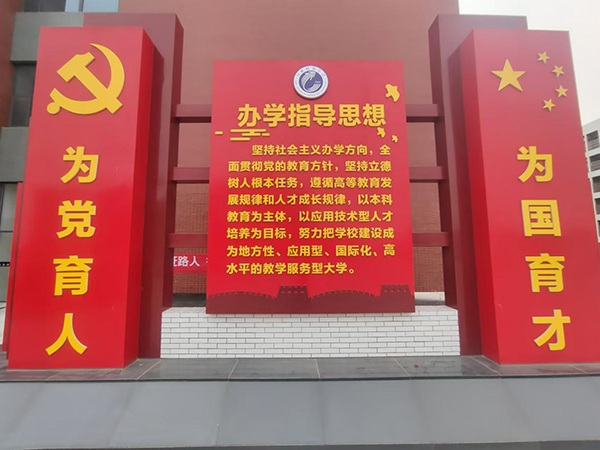 为党育人
办学指导思想
坚持社会主义办学方向，全
面贯彻党的教育方针，坚持立德
树人根本任务，遵循高等教育发
展规律和人才成长规律，以本科
教育为主体，以应用技术型人才
培养为目标，努力把学校建设成
为地方性、应用型、国际化、高
水平的教学服务型大学。
为国育才
路人